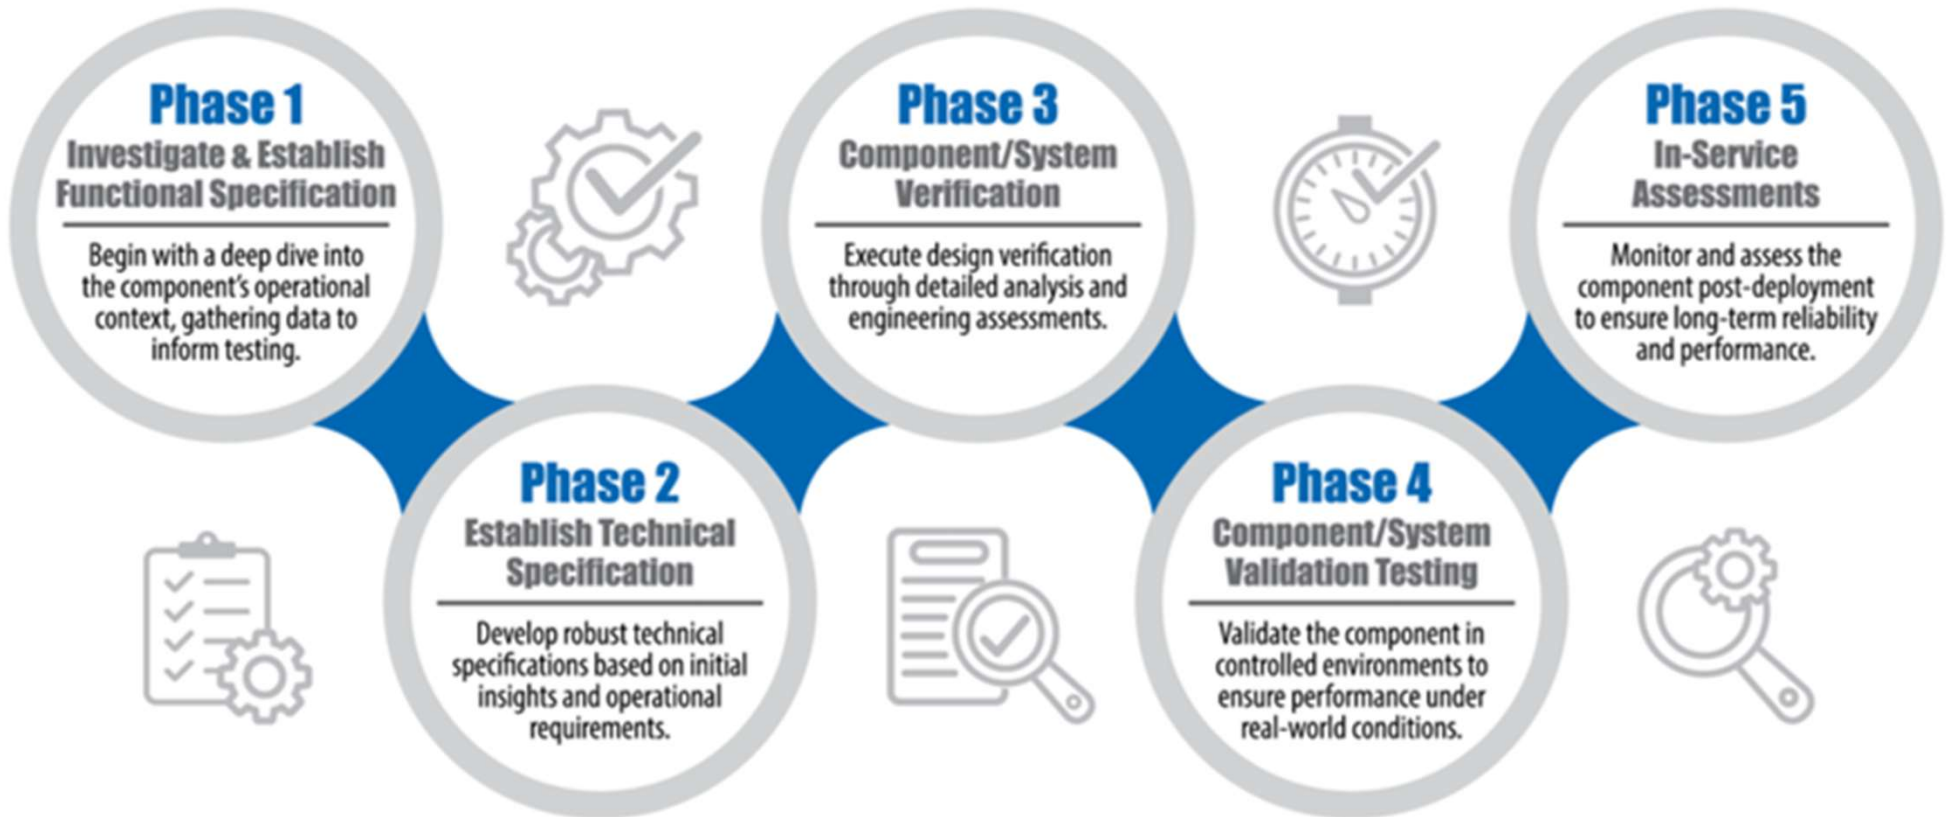 Phase 1
Investigate & Establish
Functional Specification
Begin with a deep dive into
the component's operational
context, gathering data to
inform testing.
Phase 2
Establish Technical
Specification
Develop robust technical
specifications based on initial
insights and operational
requirements.
Phase 3
Component/System
Verification
Execute design verification
through detailed analysis and
engineering assessments.
Phase 4
Component/System
Validation Testing
Validate the component in
controlled environments to
ensure performance under
real-world conditions.
Phase 5
In-Service
Assessments
Monitor and assess the
component post-deployment
to ensure long-term reliability
and performance.